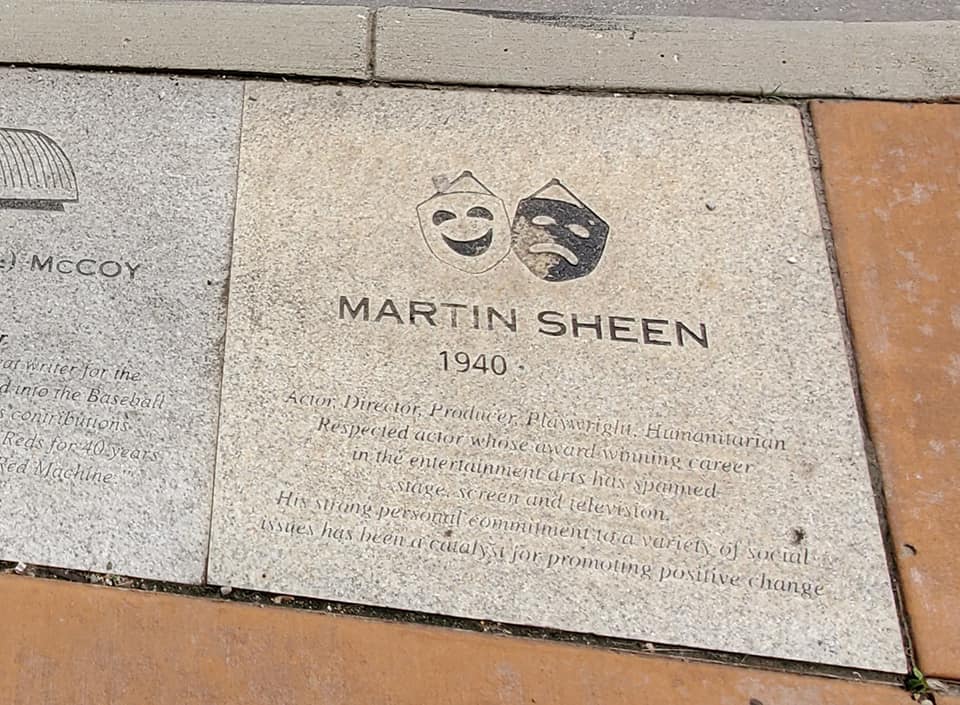 MCCOY
writer for the
into the Baseball
contributions
Reds for 40 years
Red Machine."
MARTIN SHEEN
1940 -
Actor, Director, Producer, Playwright, Humanitarian
Respected actor whose award winning career
in the entertainment arts has spanned
stage, screen and television.
His strong personal commitment to a variety of social
issues has been a catalyst for promoting positive change